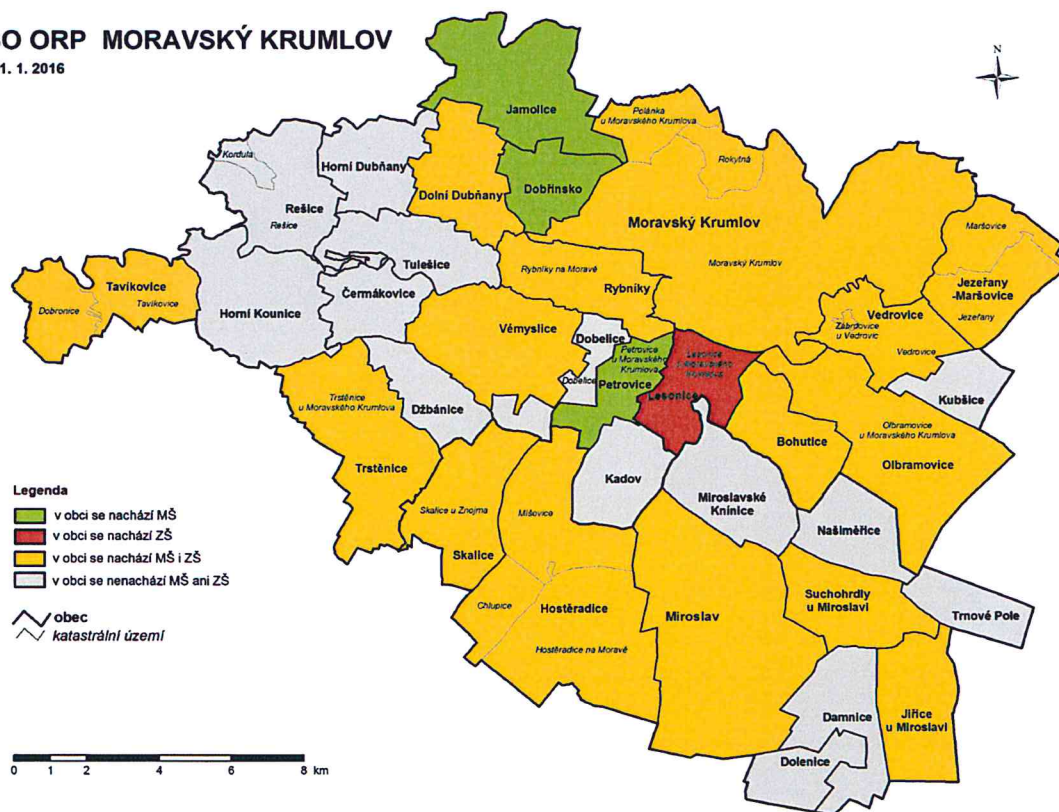 O ORP MORAVSKÝ KRUMLOV
1. 1. 2016
N
Jamolice
Polánka
u Moravského Krumlova
Rokytná
Kordula
Horní Dubňany
Dolní Dubňany
Dobřínsko
Rešice
Rešice
Moravský Krumlov
Moravský Krumlov
Maršovice
Tulešice
Rybníky na Moravě
Rybníky
Tavíkovice
Tavíkovice
Dobronice
Čermákovice
Jezeřany
-Maršovice
Jezeřany
Horní Kounice
Vémyslice
Dobelice
Dobelice
Vedrovice
Zábrdovice
u Vedrovic
Vedrovice
Petrovice
u Moravského
Krumlova
Petrovice
Lesonice
u Moravského
Krumlova
Lesonice
Kubšice
Trstěnice
u Moravského Krumlova
Džbánice
Bohutice
Olbramovice
u Moravského Krumlova
Olbramovice
Trstěnice
Kadov
Miroslavské
Knínice
Skalice u Znojma
Míšovice
Našiměřice
Skalice
Suchohrdly
u Miroslavi
Chlupice
Hostěradice
Miroslav
Trnové Pole
Hostěradice na Moravě
Damnice
Jiřice
u Miroslavi
Dolenice
Legenda
v obci se nachází MŠ
v obci se nachází ZŠ
v obci se nachází MŠ i ZŠ
v obci se nenachází MŠ ani ZŠ
obec
katastrální území
0 1 2 4 6 8 km